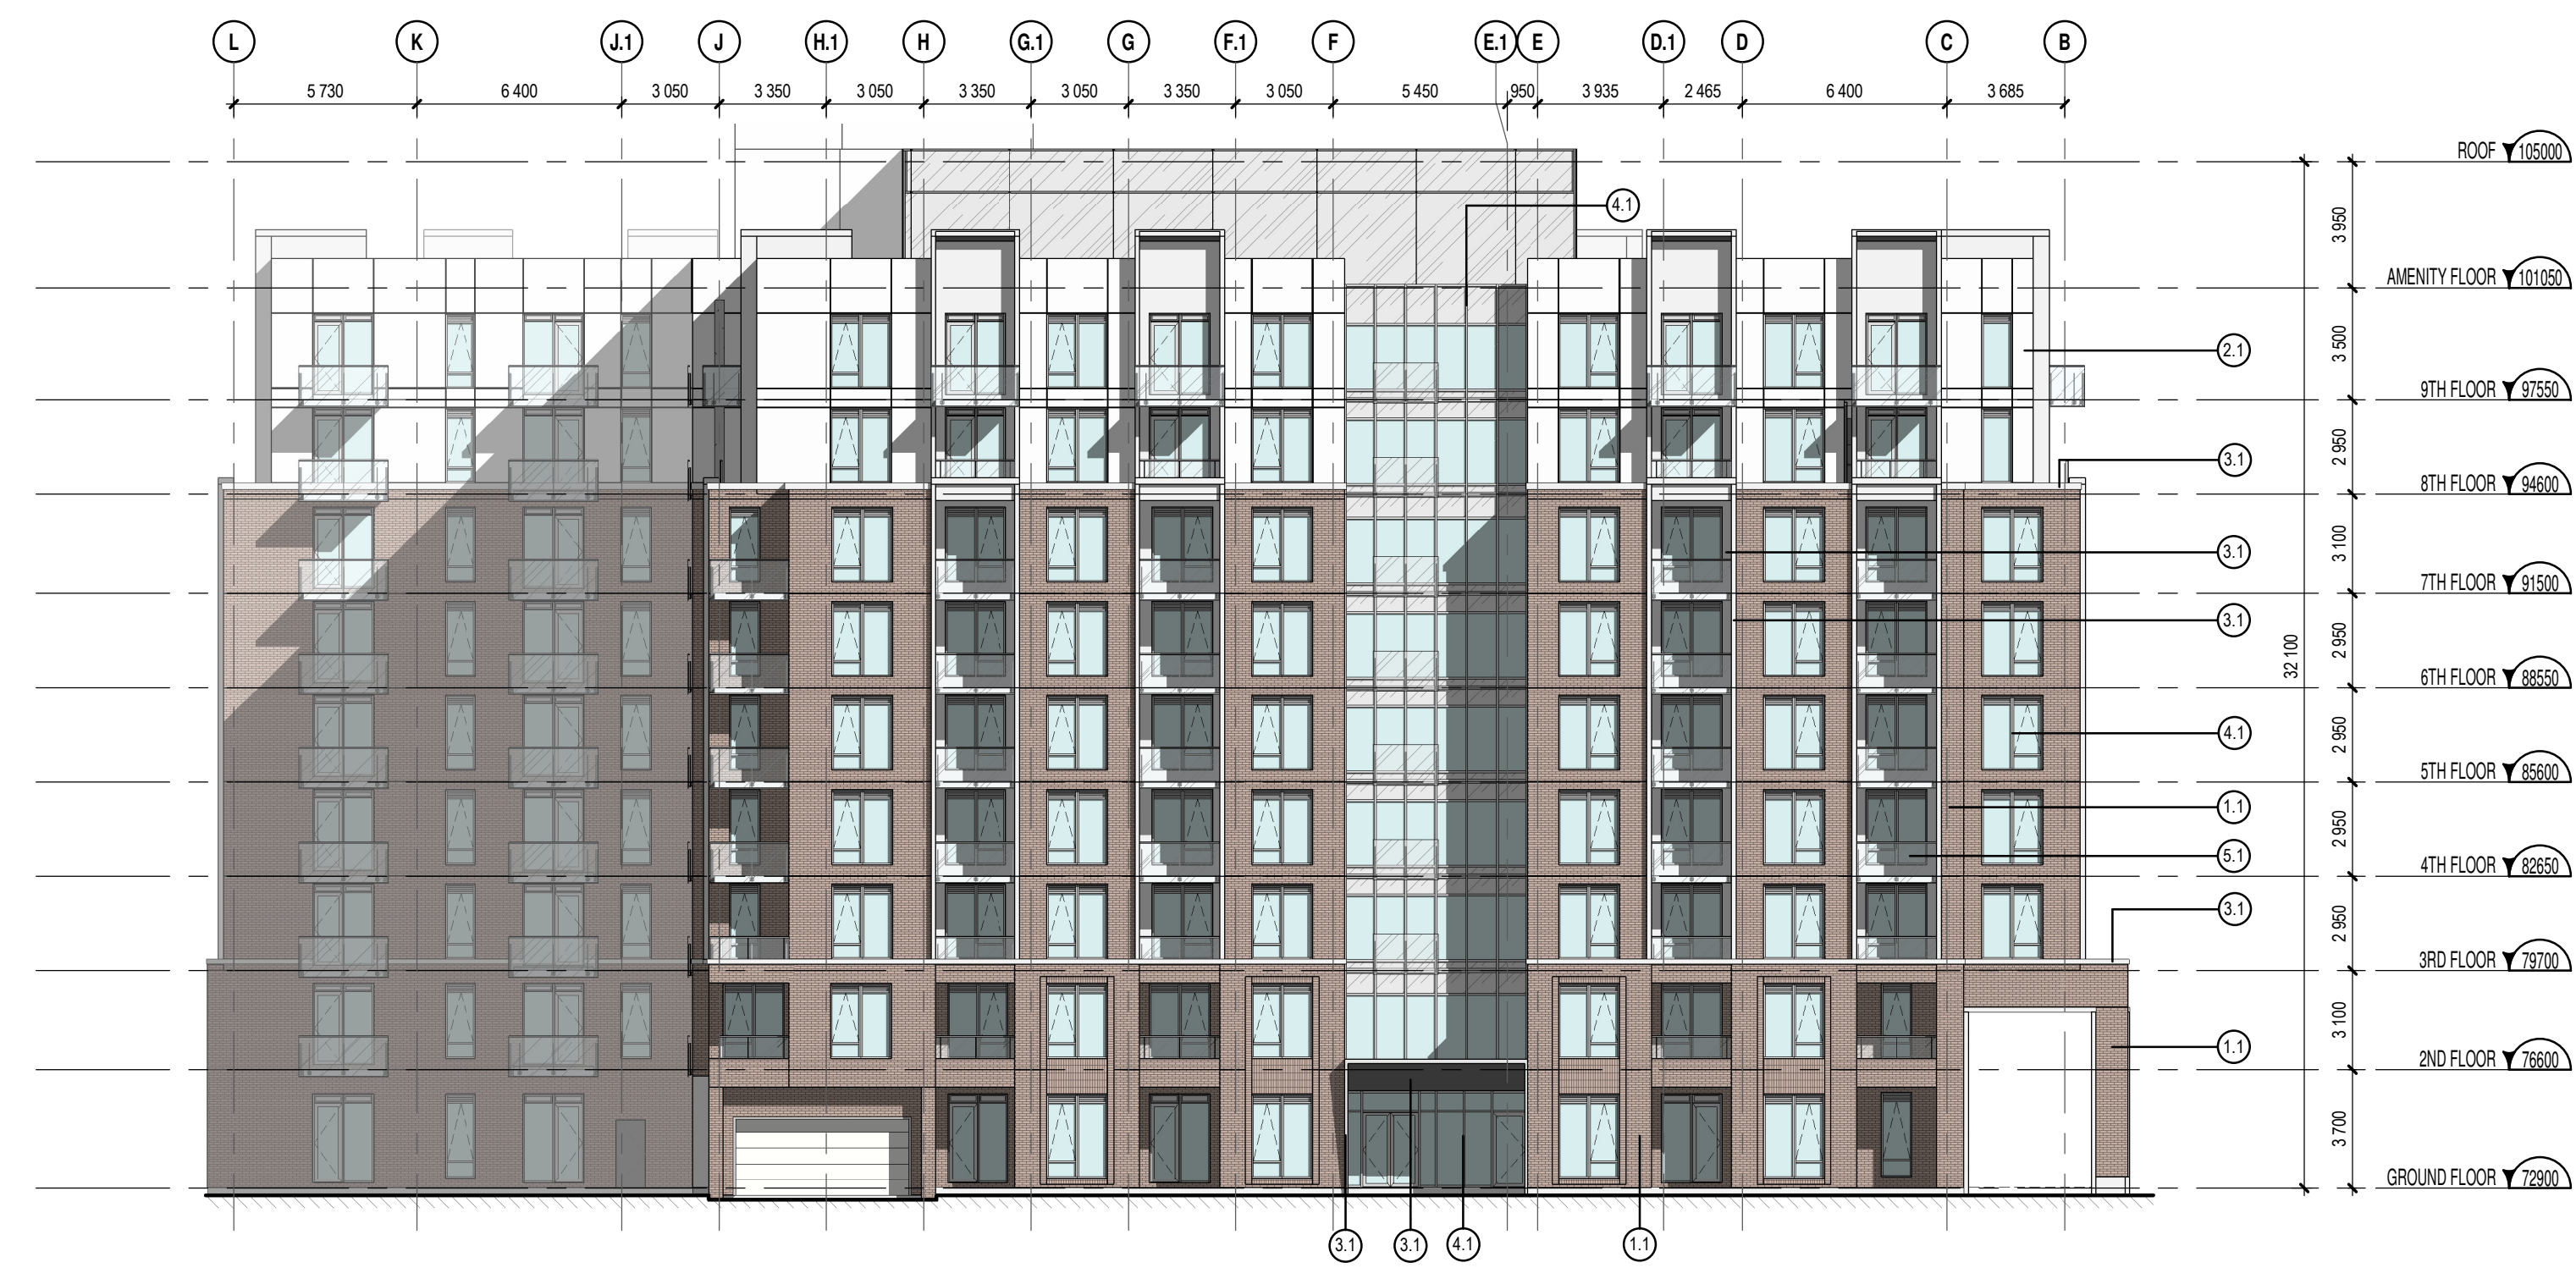 L K J.1 J H.1 H G.1 G F.1 F E.1 E D.1 D C B
5 730 6 400 3 050 3 350 3 050 3 350 3 050 3 350 3 050 5 450 950 3 935 2 465 6 400 3 685
ROOF 105000
3 950
4.1
AMENITY FLOOR 101050
3 500
2.1
9TH FLOOR 97550
2 950
3.1
8TH FLOOR 94600
3 100
3.1
7TH FLOOR 91500
3.1
2 950
32 100
6TH FLOOR 88550
4.1
2 950
5TH FLOOR 85600
1.1
2 950
5.1
4TH FLOOR 82650
3.1
2 950
3RD FLOOR 79700
3 100
1.1
2ND FLOOR 76600
3 700
GROUND FLOOR 72900
3.1 3.1 4.1 1.1